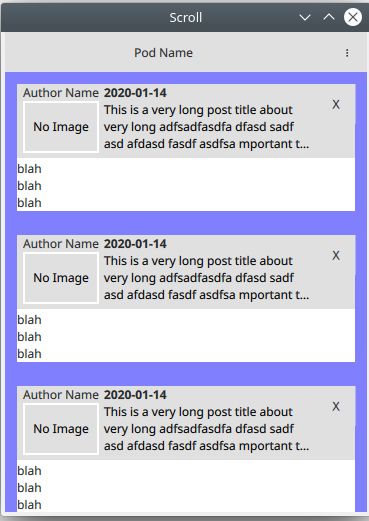 Scroll
Pod Name
Author Name 2020-01-14
X
No Image
This is a very long post title about
very long adfsadfasdfa dfasd sadf
asd afdasd fasdf asdfsa mportant t...
blah
blah
blah
Author Name 2020-01-14
X
No Image
This is a very long post title about
very long adfsadfasdfa dfasd sadf
asd afdasd fasdf asdfsa mportant t...
blah
blah
blah
Author Name 2020-01-14
X
No Image
This is a very long post title about
very long adfsadfasdfa dfasd sadf
asd afdasd fasdf asdfsa mportant t...
blah
blah
blah